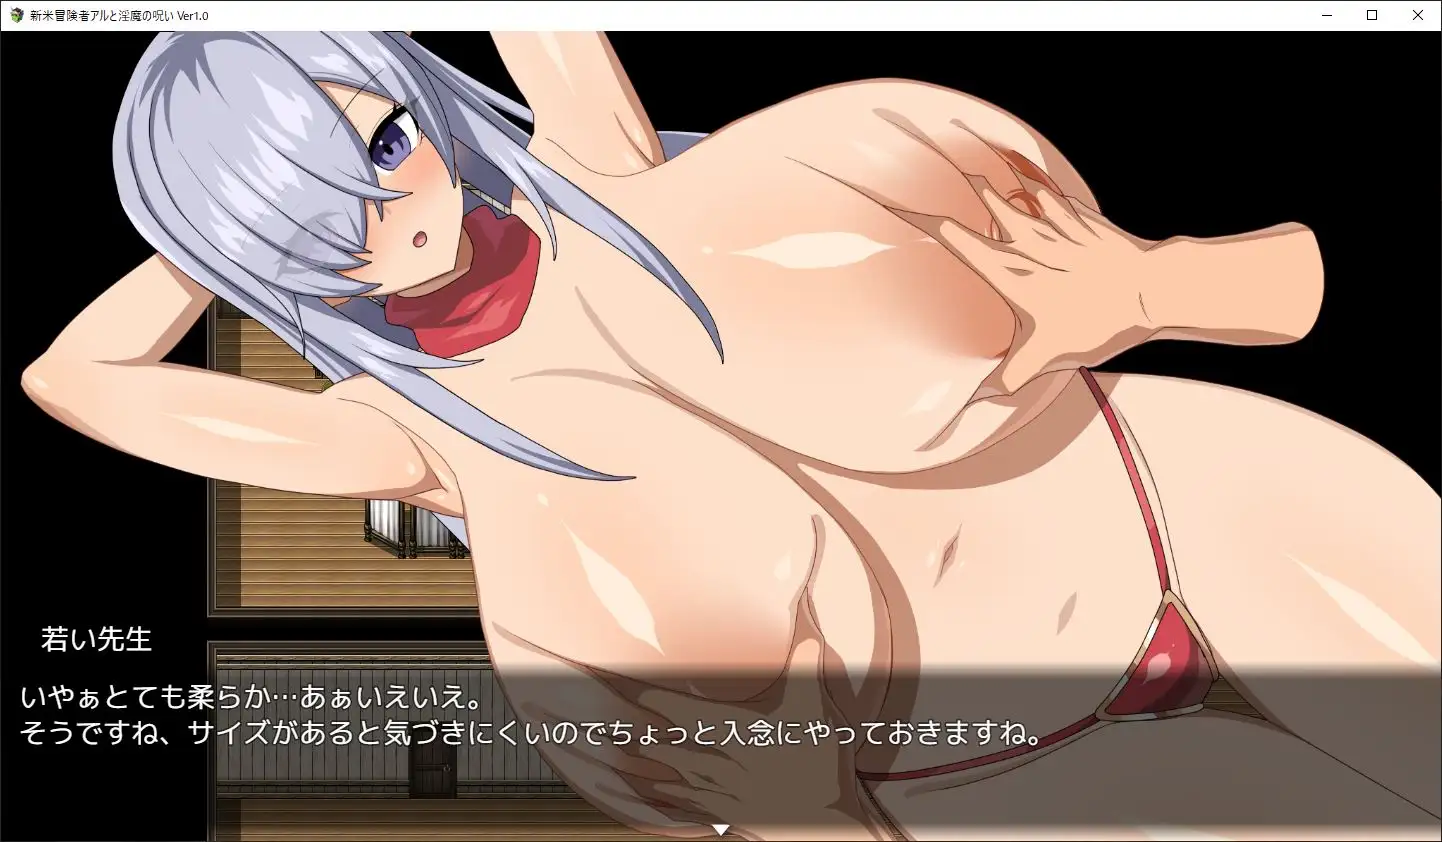 新米冒険者アルと淫魔の呪い Ver1.0
若い先生
いやぁとても柔らか…あぁいえいえ。
そうですね、サイズがあると気づきにくいのでちょっと入念にやっておきますね。